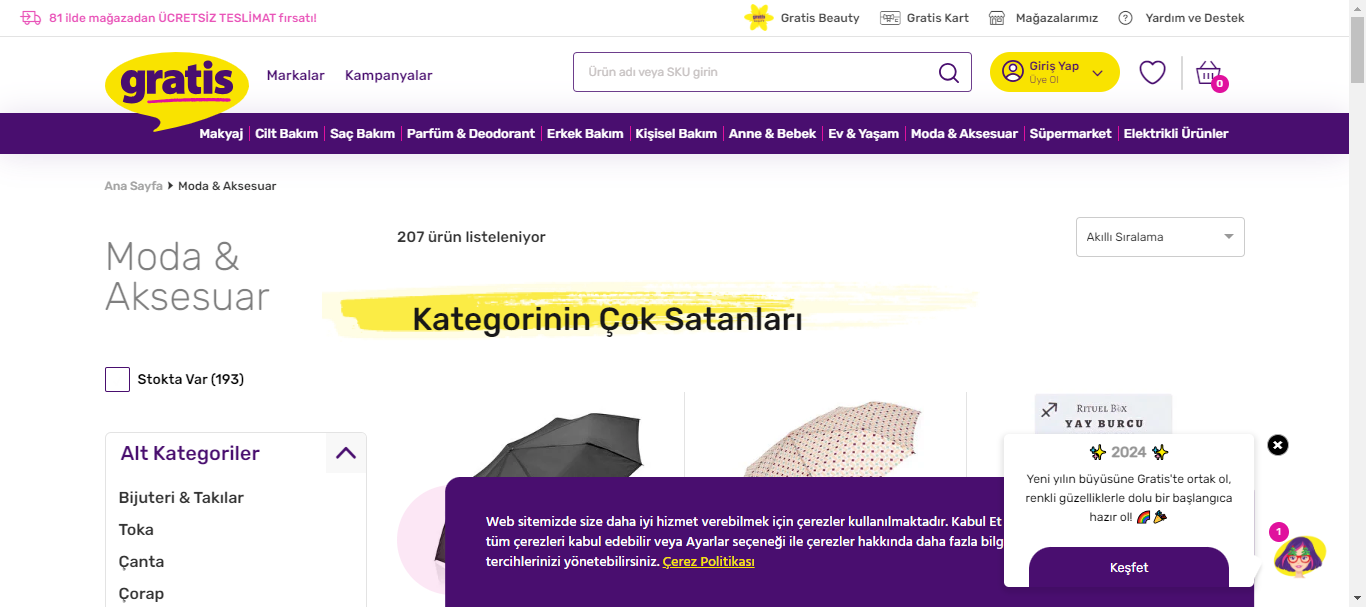 81 ilde mağazadan ÜCRETSİZ TESLİMAT fırsatı!
Gratis Beauty
Gratis Kart
Mağazalarımız
Yardım ve Destek
gratis
Markalar
Kampanyalar
Ürün adı veya SKU girin
Giriş Yap
Üye Ol
0
Makyaj
Cilt Bakım
Saç Bakım
Parfüm & Deodorant
Erkek Bakım
Kişisel Bakım
Anne & Bebek
Ev & Yaşam
Moda & Aksesuar
Süpermarket
Elektrikli Ürünler
Ana Sayfa
Moda & Aksesuar
Moda &
Aksesuar
207 ürün listeleniyor
Akıllı Sıralama
Kategorinin Çok Satanları
Stokta Var (193)
Alt Kategoriler
Bijuteri & Takılar
Toka
Çanta
Çorap
RITUEL BOX
YAY BURCU
✨ 2024 ✨
Yeni yılın büyüsüne Gratis'te ortak ol,
renkli güzelliklerle dolu bir başlangıca
hazır ol! 🌈 🎉
Keşfet
1
Web sitemizde size daha iyi hizmet verebilmek için çerezler kullanılmaktadır. Kabul Et
tüm çerezleri kabul edebilir veya Ayarlar seçeneği ile çerezler hakkında daha fazla bilg
tercihlerinizi yönetebilirsiniz. Çerez Politikası